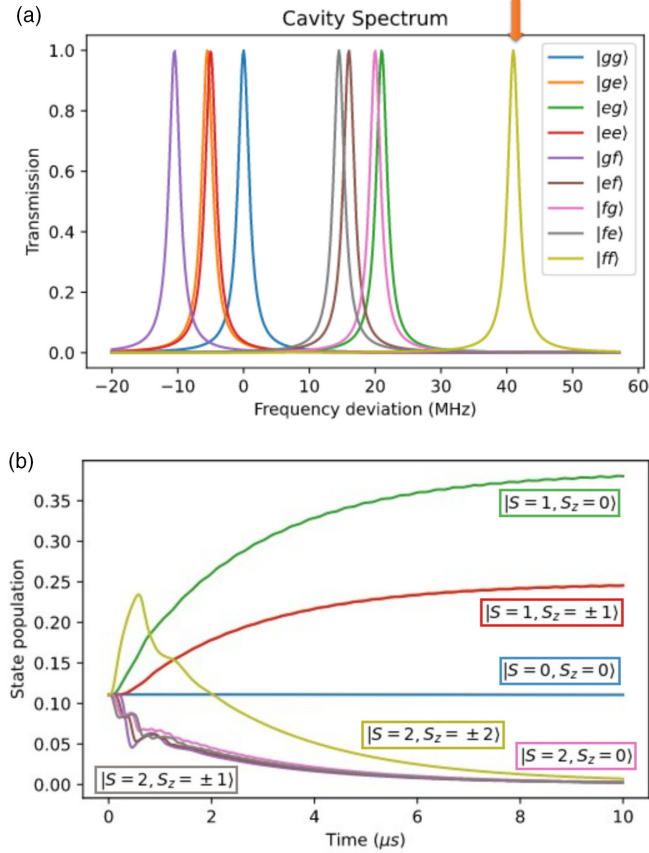 (a)
Cavity Spectrum
1.0
0.8
0.6
0.4
0.2
0.0
Transmission
|gg⟩
|ge⟩
|eg⟩
|ee⟩
|gf⟩
|ef⟩
|fg⟩
|fe⟩
|ff⟩
−20 −10 0 10 20 30 40 50 60
Frequency deviation (MHz)
(b)
0.35
0.30
0.25
0.20
0.15
0.10
0.05
0.00
State population
|S = 1, S_z = 0⟩
|S = 1, S_z = ±1⟩
|S = 0, S_z = 0⟩
|S = 2, S_z = ±2⟩
|S = 2, S_z = 0⟩
|S = 2, S_z = ±1⟩
0 2 4 6 8 10
Time (μs)